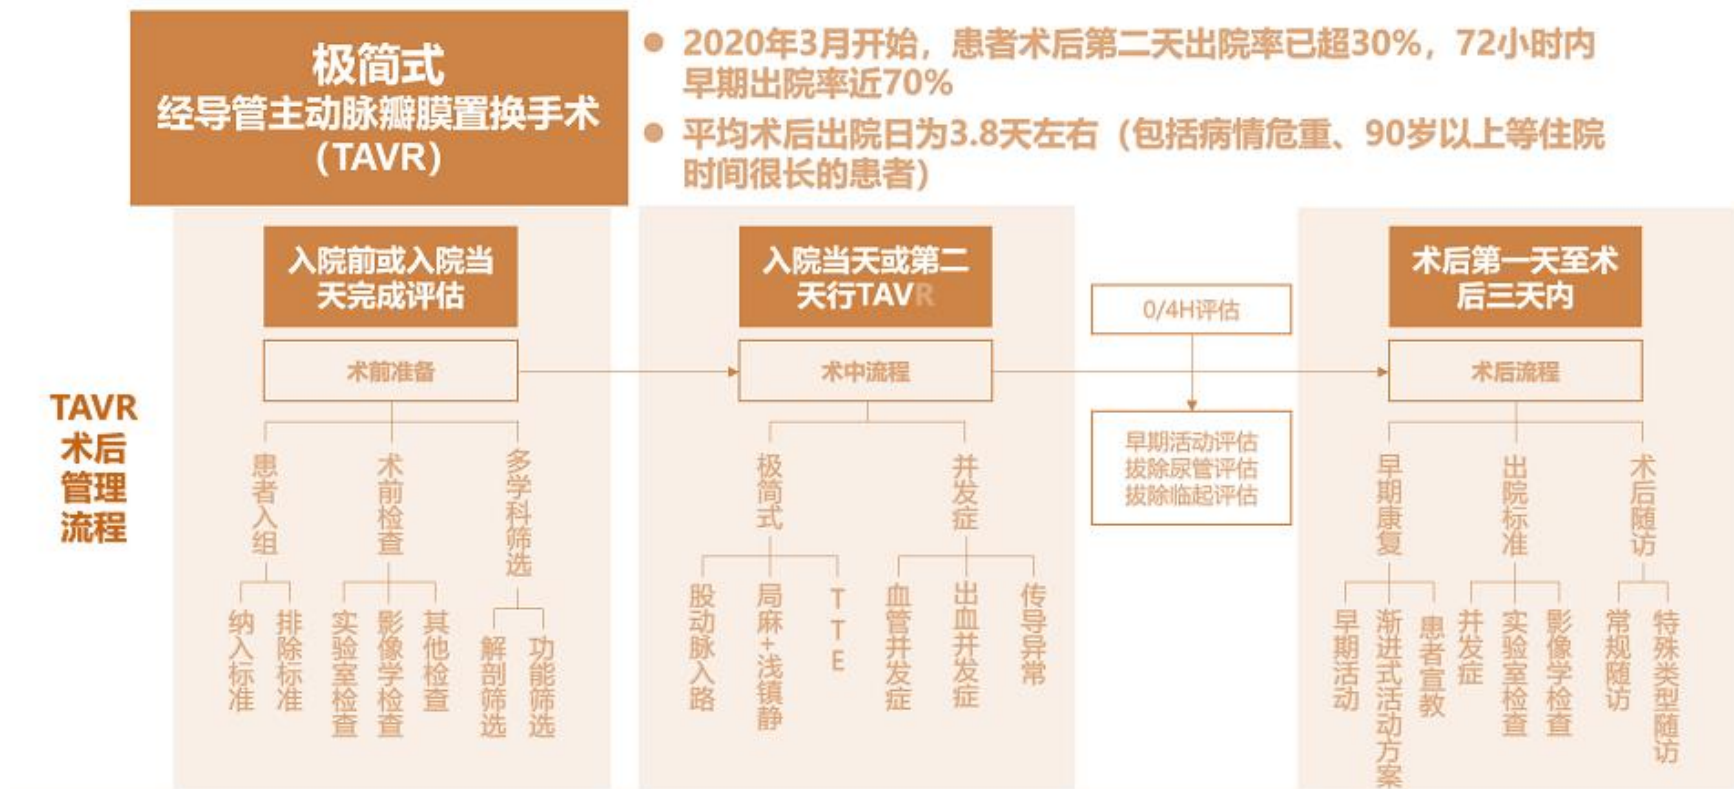 极简式
经导管主动脉瓣膜置换手术
(TAVR)
● 2020年3月开始，患者术后第二天出院率已超30%，72小时内
早期出院率近70%
● 平均术后出院日为3.8天左右（包括病情危重、90岁以上等住院
时间很长的患者）
TAVR
术后
管理
流程
入院前或入院当
天完成评估
术前准备
患者入组
纳入标准
排除标准
术前检查
实验室检查
影像学检查
其他检查
多学科筛选
解剖筛选
功能筛选
入院当天或第二
天行TAVR
术中流程
极简式
股动脉入路
局麻+浅镇静
TTE
并发症
血管并发症
出血并发症
传导异常
0/4H评估
早期活动评估
拔除尿管评估
拔除临起评估
术后第一天至术
后三天内
术后流程
早期康复
早期活动
渐进式活动方案
患者宣教
出院标准
并发症
实验室检查
影像学检查
术后随访
常规随访
特殊类型随访